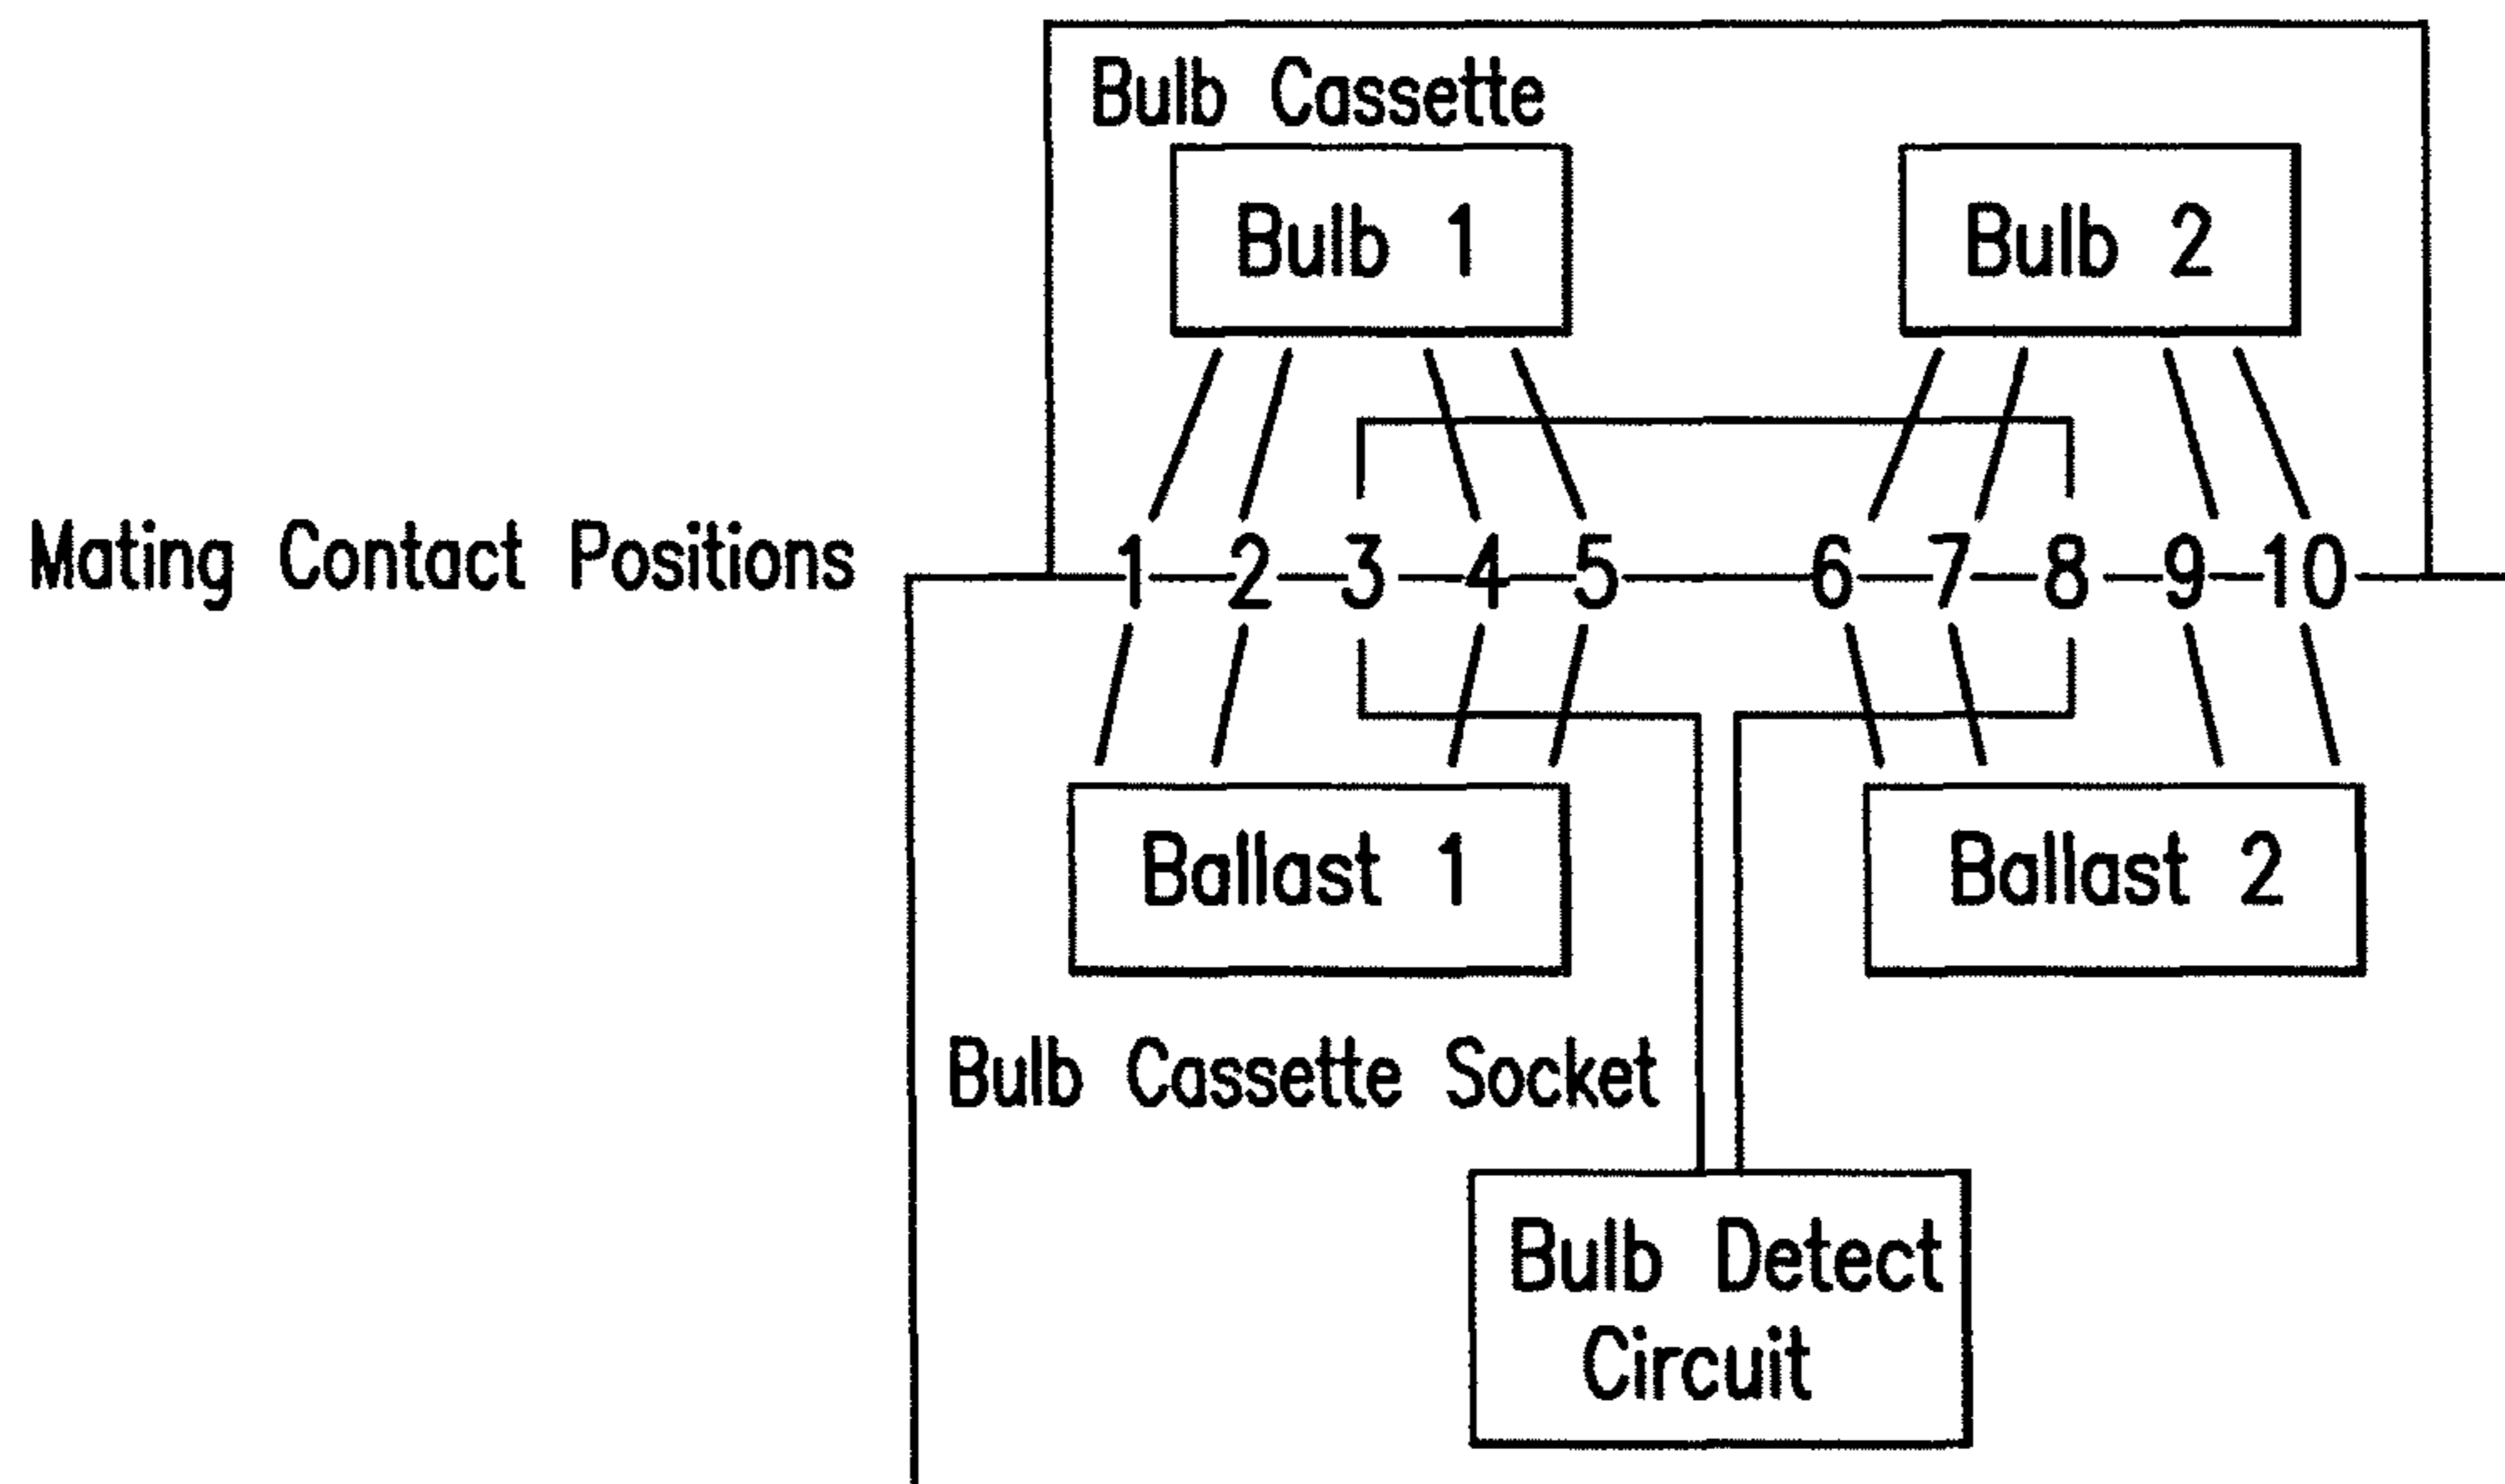 Bulb Cassette
Bulb 1 Bulb 2
Mating Contact Positions 1 2 3 4 5 6 7 8 9 10
Ballast 1 Ballast 2
Bulb Cassette Socket
Bulb Detect
Circuit